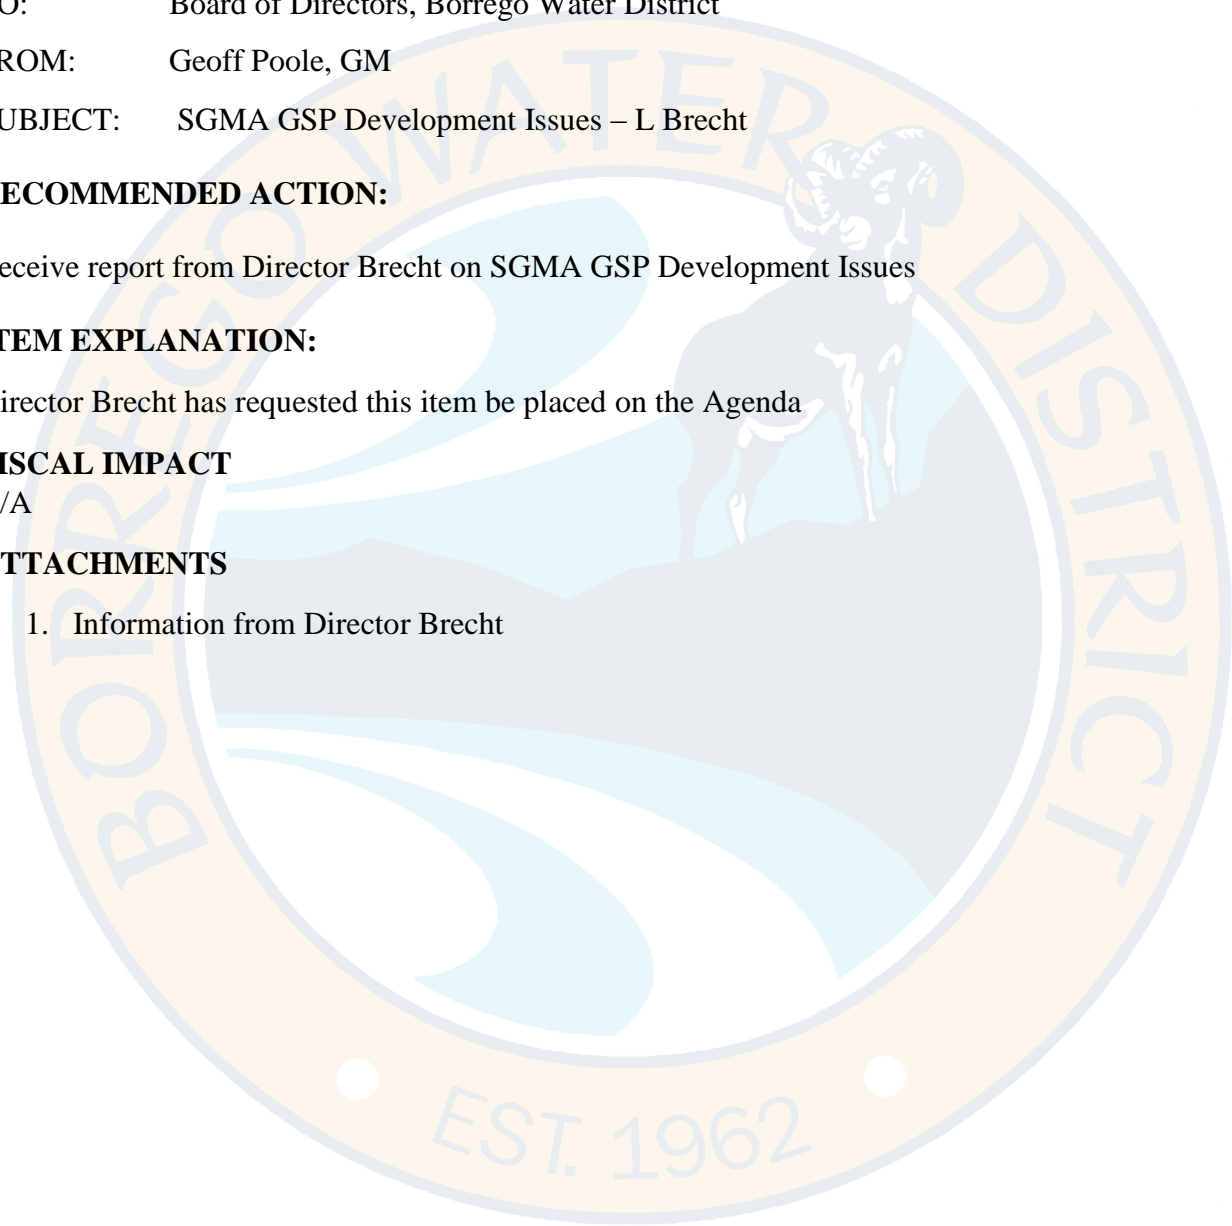 O: Board of Directors, Borrego Water District
ROM: Geoff Poole, GM
UBJECT: SGMA GSP Development Issues – L Brecht
ECOMMENDED ACTION:
eceive report from Director Brecht on SGMA GSP Development Issues
TEM EXPLANATION:
irector Brecht has requested this item be placed on the Agenda
ISCAL IMPACT
/A
TTACHMENTS
1. Information from Director Brecht
BORREGO WATER DISTRICT
EST. 1962